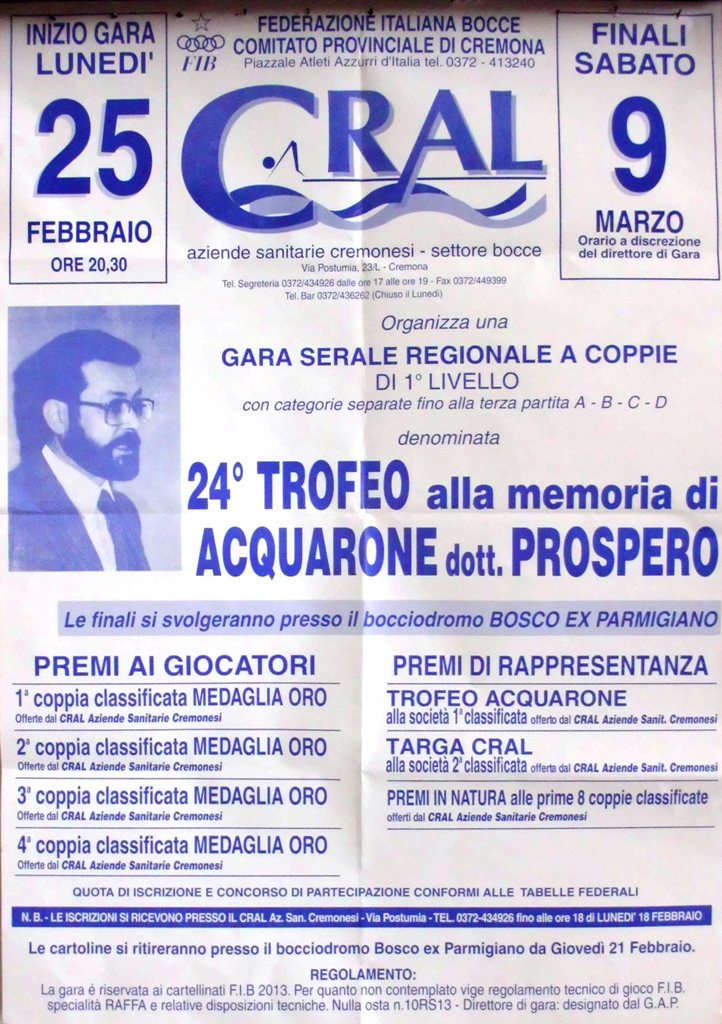 INIZIO GARA
LUNEDI'
25
FEBBRAIO
ORE 20,30
FIB
FEDERAZIONE ITALIANA BOCCE
COMITATO PROVINCIALE DI CREMONA
Piazzale Atleti Azzurri d'Italia tel. 0372 - 413240
CRAL
aziende sanitarie cremonesi - settore bocce
Via Postumia, 23/L - Cremona
Tel. Segreteria 0372/434926 dalle ore 17 alle ore 19 - Fax 0372/449399
Tel. Bar 0372/436262 (Chiuso il Lunedì)
FINALI
SABATO
9
MARZO
Orario a discrezione
del direttore di Gara
Organizza una
GARA SERALE REGIONALE A COPPIE
DI 1° LIVELLO
con categorie separate fino alla terza partita A - B - C - D
denominata
24° TROFEO alla memoria di
ACQUARONE dott. PROSPERO
Le finali si svolgeranno presso il bocciodromo BOSCO EX PARMIGIANO
PREMI AI GIOCATORI
1ª coppia classificata MEDAGLIA ORO
Offerte dal CRAL Aziende Sanitarie Cremonesi
2ª coppia classificata MEDAGLIA ORO
Offerte dal CRAL Aziende Sanitarie Cremonesi
3ª coppia classificata MEDAGLIA ORO
Offerte dal CRAL Aziende Sanitarie Cremonesi
4ª coppia classificata MEDAGLIA ORO
Offerte dal CRAL Aziende Sanitarie Cremonesi
PREMI DI RAPPRESENTANZA
TROFEO ACQUARONE
alla società 1ª classificata offerto dal CRAL Aziende Sanit. Cremonesi
TARGA CRAL
alla società 2ª classificata offerta dal CRAL Aziende Sanit. Cremonesi
PREMI IN NATURA alle prime 8 coppie classificate
offerti dal CRAL Aziende Sanitarie Cremonesi
QUOTA DI ISCRIZIONE E CONCORSO DI PARTECIPAZIONE CONFORMI ALLE TABELLE FEDERALI
N. B. - LE ISCRIZIONI SI RICEVONO PRESSO IL CRAL Az. San. Cremonesi - Via Postumia - TEL. 0372-434926 fino alle ore 18 di LUNEDI' 18 FEBBRAIO
Le cartoline si ritireranno presso il bocciodromo Bosco ex Parmigiano da Giovedì 21 Febbraio.
REGOLAMENTO:
La gara é riservata ai cartellinati F.I.B 2013. Per quanto non contemplato vige regolamento tecnico di gioco F.I.B.
specialità RAFFA e relative disposizioni tecniche. Nulla osta n.10RS13 - Direttore di gara: designato dal G.A.P.